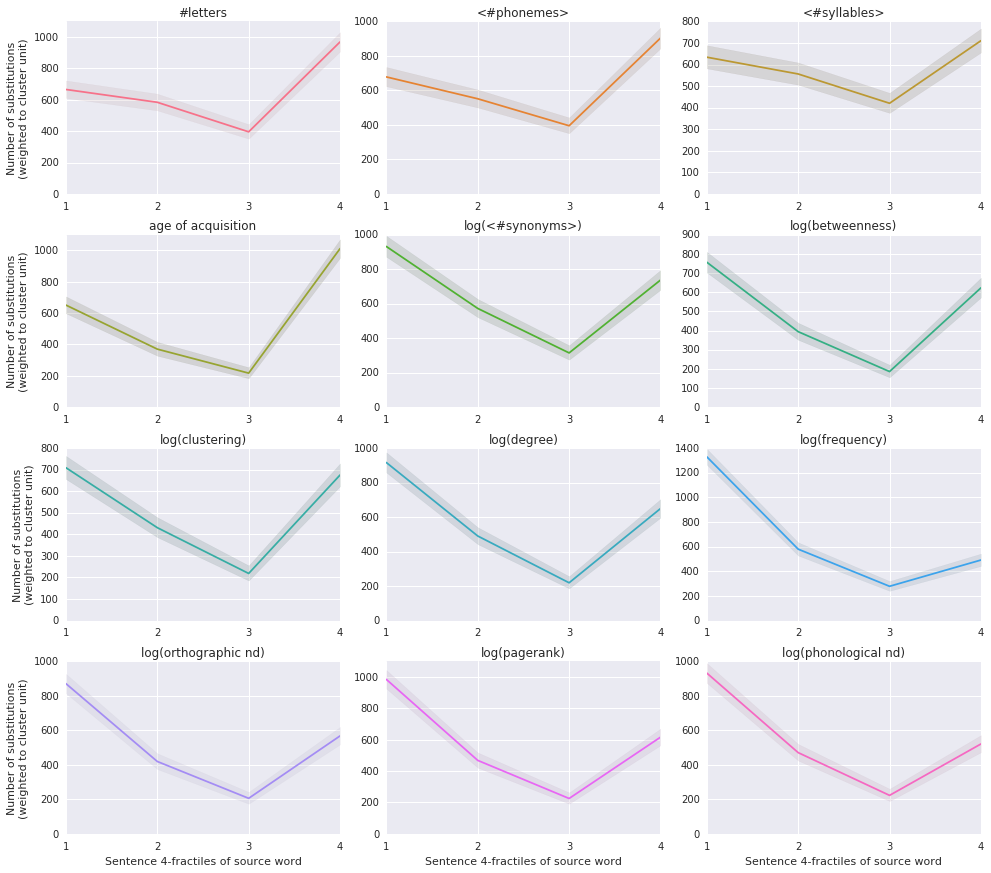 #letters
<#phonemes>
<#syllables>
Number of substitutions
(weighted to cluster unit)
1000
800
600
400
200
0
1 2 3 4
1000
800
600
400
200
0
1 2 3 4
800
700
600
500
400
300
200
100
0
1 2 3 4
age of acquisition
log(<#synonyms>)
log(betweenness)
Number of substitutions
(weighted to cluster unit)
1000
800
600
400
200
0
1 2 3 4
1000
800
600
400
200
0
1 2 3 4
900
800
700
600
500
400
300
200
100
0
1 2 3 4
log(clustering)
log(degree)
log(frequency)
Number of substitutions
(weighted to cluster unit)
800
700
600
500
400
300
200
100
0
1 2 3 4
1000
800
600
400
200
0
1 2 3 4
1400
1200
1000
800
600
400
200
0
1 2 3 4
log(orthographic nd)
log(pagerank)
log(phonological nd)
Number of substitutions
(weighted to cluster unit)
1000
800
600
400
200
0
1 2 3 4
Sentence 4-fractiles of source word
1000
800
600
400
200
0
1 2 3 4
Sentence 4-fractiles of source word
1000
800
600
400
200
0
1 2 3 4
Sentence 4-fractiles of source word